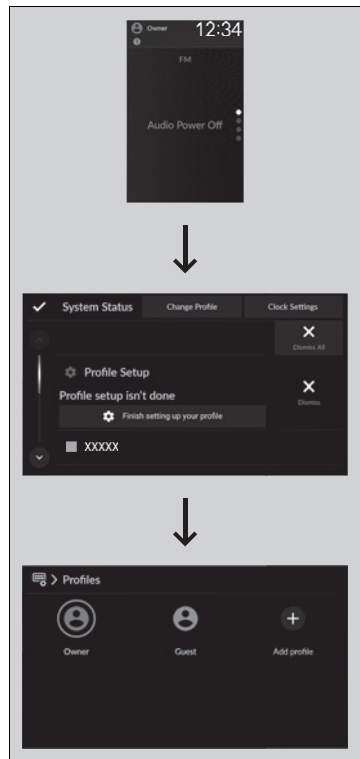 Owner 12:34
FM
Audio Power Off
System Status Change Profile Clock Settings
Dismiss All
Profile Setup
Profile setup isn't done
Dismiss
Finish setting up your profile
XXXXX
> Profiles
Owner Guest Add profile